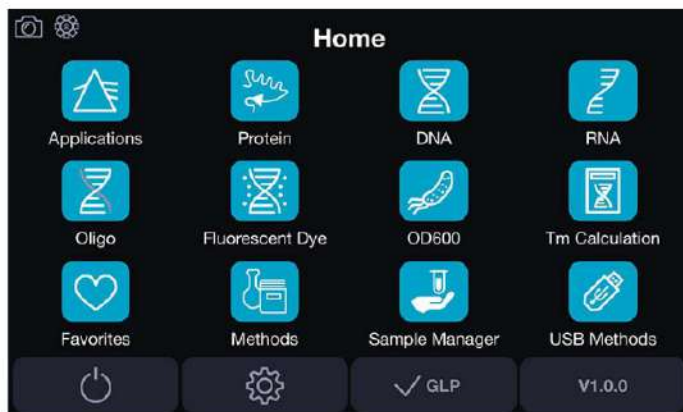 Home
Applications
Protein
DNA
RNA
Oligo
Fluorescent Dye
OD600
Tm Calculation
Favorites
Methods
Sample Manager
USB Methods
GLP
V1.0.0